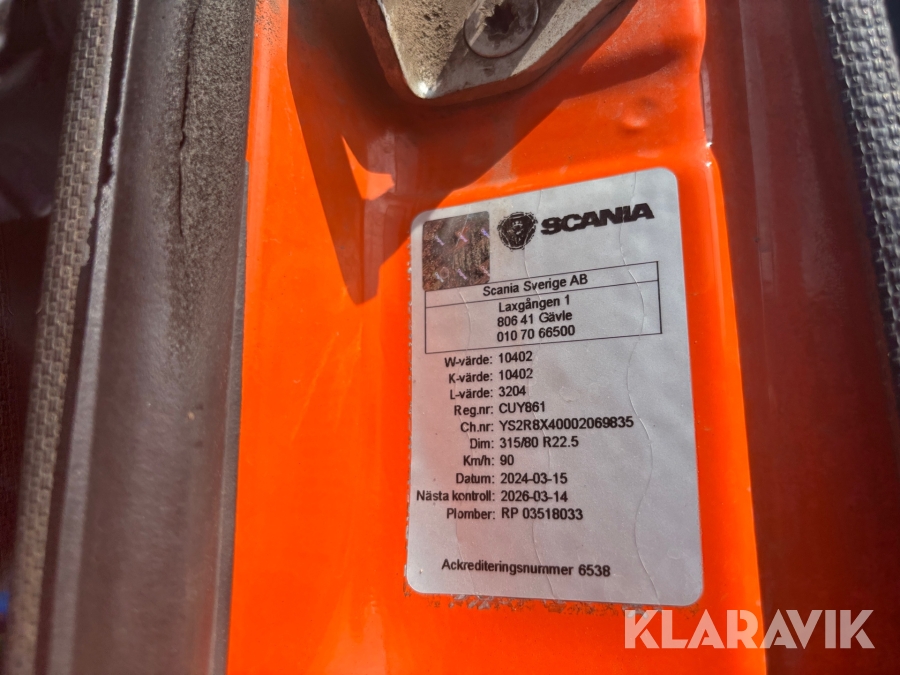 SCANIA
Scania Sverige AB
Laxgången 1
806 41 Gävle
010 70 66500
W-värde: 10402
K-värde: 10402
L-värde: 3204
Reg.nr: CUY861
Ch.nr: YS2R8X40002069835
Dim: 315/80 R22.5
Km/h: 90
Datum: 2024-03-15
Nästa kontroll: 2026-03-14
Plomber: RP 03518033
Ackrediteringsnummer 6538
KLARAVIK